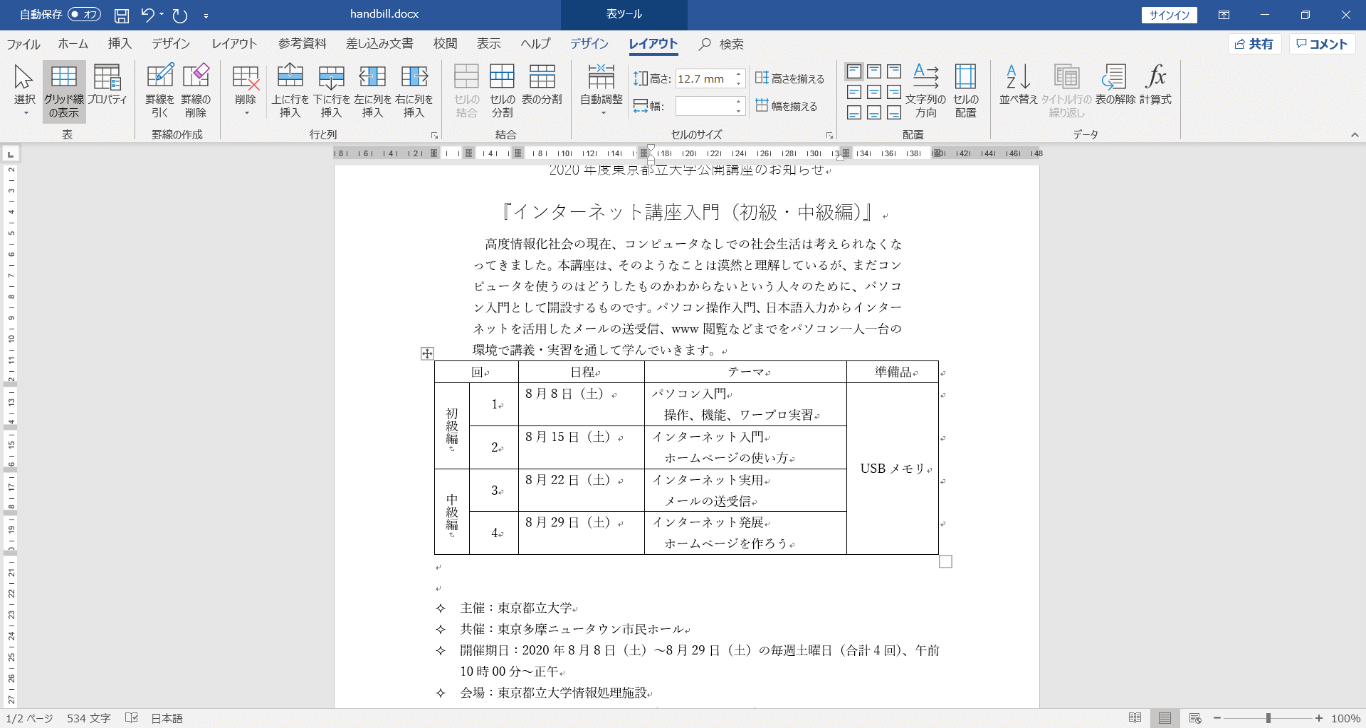 自動保存 オフ handbill.docx 表ツール サインイン
ファイル ホーム 挿入 デザイン レイアウト 参考資料 差し込み文書 校閲 表示 ヘルプ デザイン レイアウト 検索 共有 コメント
選択 グリッド線の表示 プロパティ 罫線を引く 罫線の削除 削除 上に行を挿入 下に行を挿入 左に列を挿入 右に列を挿入 セルの結合 セルの分割 表の分割 自動調整 高さ: 12.7 mm 高さを揃える 幅: 幅を揃える 文字列の方向 セルの配置 並べ替え タイトル行の繰り返し 表の解除 計算式
表 罫線の作成 行と列 結合 セルのサイズ 配置 データ
2020 年度東京都立大学公開講座のお知らせ
『インターネット講座入門（初級・中級編）』
高度情報化社会の現在、コンピュータなしでの社会生活は考えられなくな
ってきました。本講座は、そのようなことは漠然と理解しているが、まだコン
ピュータを使うのはどうしたものかわからないという人々のために、パソコ
ン入門として開設するものです。パソコン操作入門、日本語入力からインター
ネットを活用したメールの送受信、www 閲覧などまでをパソコン一人一台の
環境で講義・実習を通して学んでいきます。
回 日程 テーマ 準備品
初級編 1 8 月 8 日（土） パソコン入門
操作、機能、ワープロ実習
2 8 月 15 日（土） インターネット入門
ホームページの使い方
USB メモリ
中級編 3 8 月 22 日（土） インターネット実用
メールの送受信
4 8 月 29 日（土） インターネット発展
ホームページを作ろう
主催：東京都立大学
共催：東京多摩ニュータウン市民ホール
開催期日：2020 年 8 月 8 日（土）～8 月 29 日（土）の毎週土曜日（合計 4 回）、午前
10 時 00 分～正午
会場：東京都立大学情報処理施設
1/2 ページ 534 文字 日本語 100%